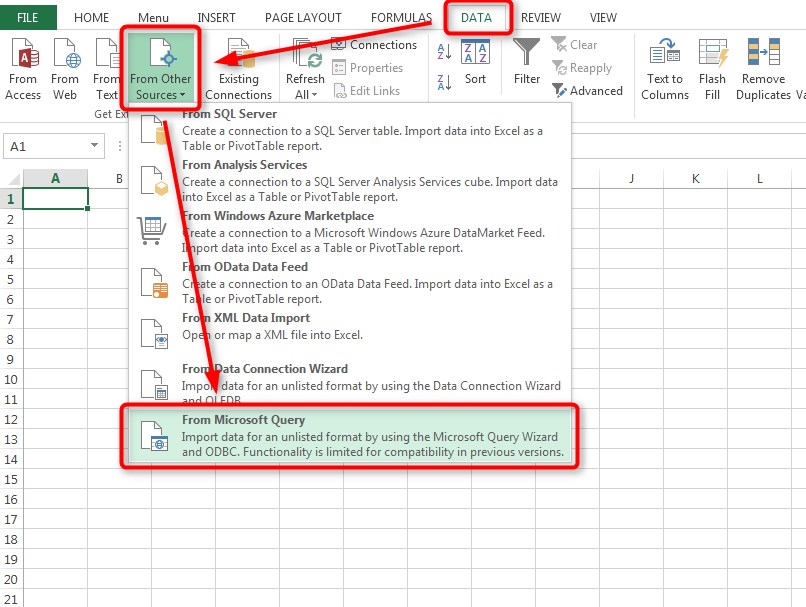 FILE HOME Menu INSERT PAGE LAYOUT FORMULAS DATA REVIEW VIEW
From Access
From Web
From Text
From Other Sources
Existing Connections
Refresh All
Connections
Properties
Edit Links
A Z
Z A
Z A A Z
Sort
Filter
Clear
Reapply
Advanced
Text to Columns
Flash Fill
Remove Duplicates
Get
A1
A B J K L
From SQL Server
Create a connection to a SQL Server table. Import data into Excel as a
Table or PivotTable report.
From Analysis Services
Create a connection to a SQL Server Analysis Services cube. Import data
into Excel as a Table or PivotTable report.
From Windows Azure Marketplace
Create a connection to a Microsoft Windows Azure DataMarket Feed.
Import data into Excel as a Table or PivotTable report.
From OData Data Feed
Create a connection to an OData Data Feed. Import data into Excel as a
Table or PivotTable report.
From XML Data Import
Open or map a XML file into Excel.
From Data Connection Wizard
Import data for an unlisted format by using the Data Connection Wizard
and OLEDB.
From Microsoft Query
Import data for an unlisted format by using the Microsoft Query Wizard
and ODBC. Functionality is limited for compatibility in previous versions.
1
2
3
4
5
6
7
8
9
10
11
12
13
14
15
16
17
18
19
20
21